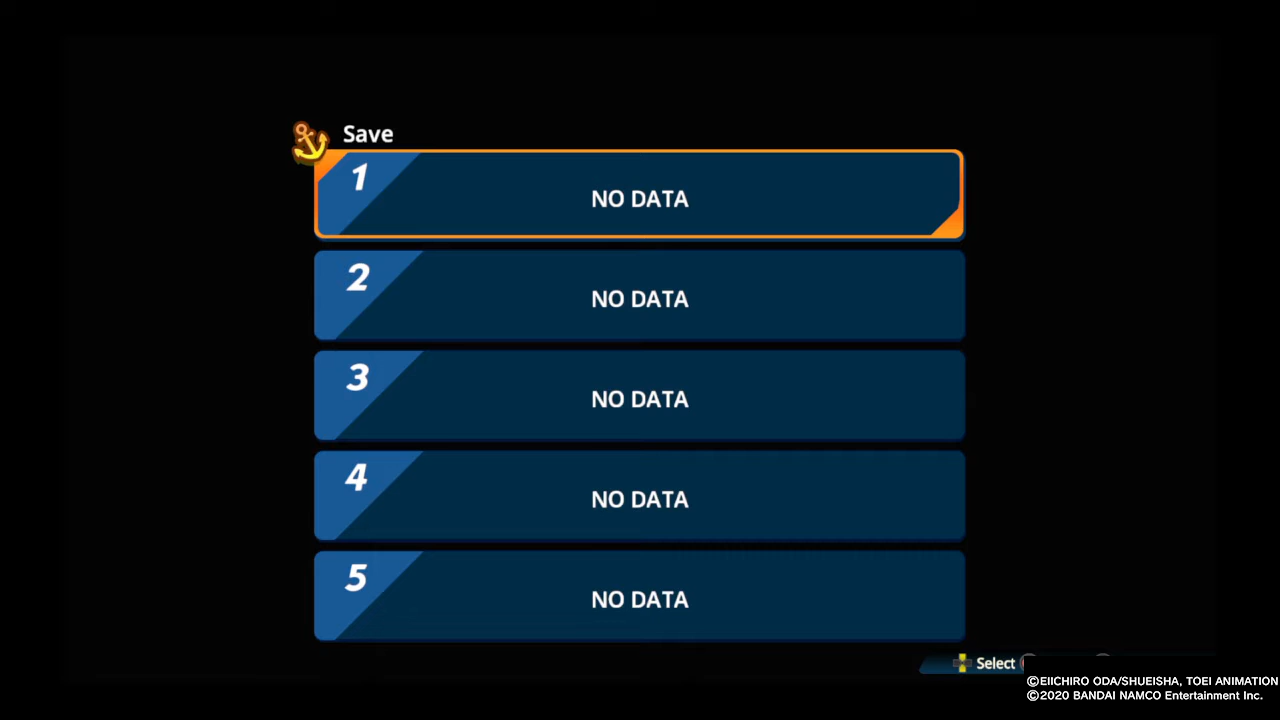 Save
1
NO DATA
2
NO DATA
3
NO DATA
4
NO DATA
5
NO DATA
Select
©EIICHIRO ODA/SHUEISHA, TOEI ANIMATION
©2020 BANDAI NAMCO Entertainment Inc.